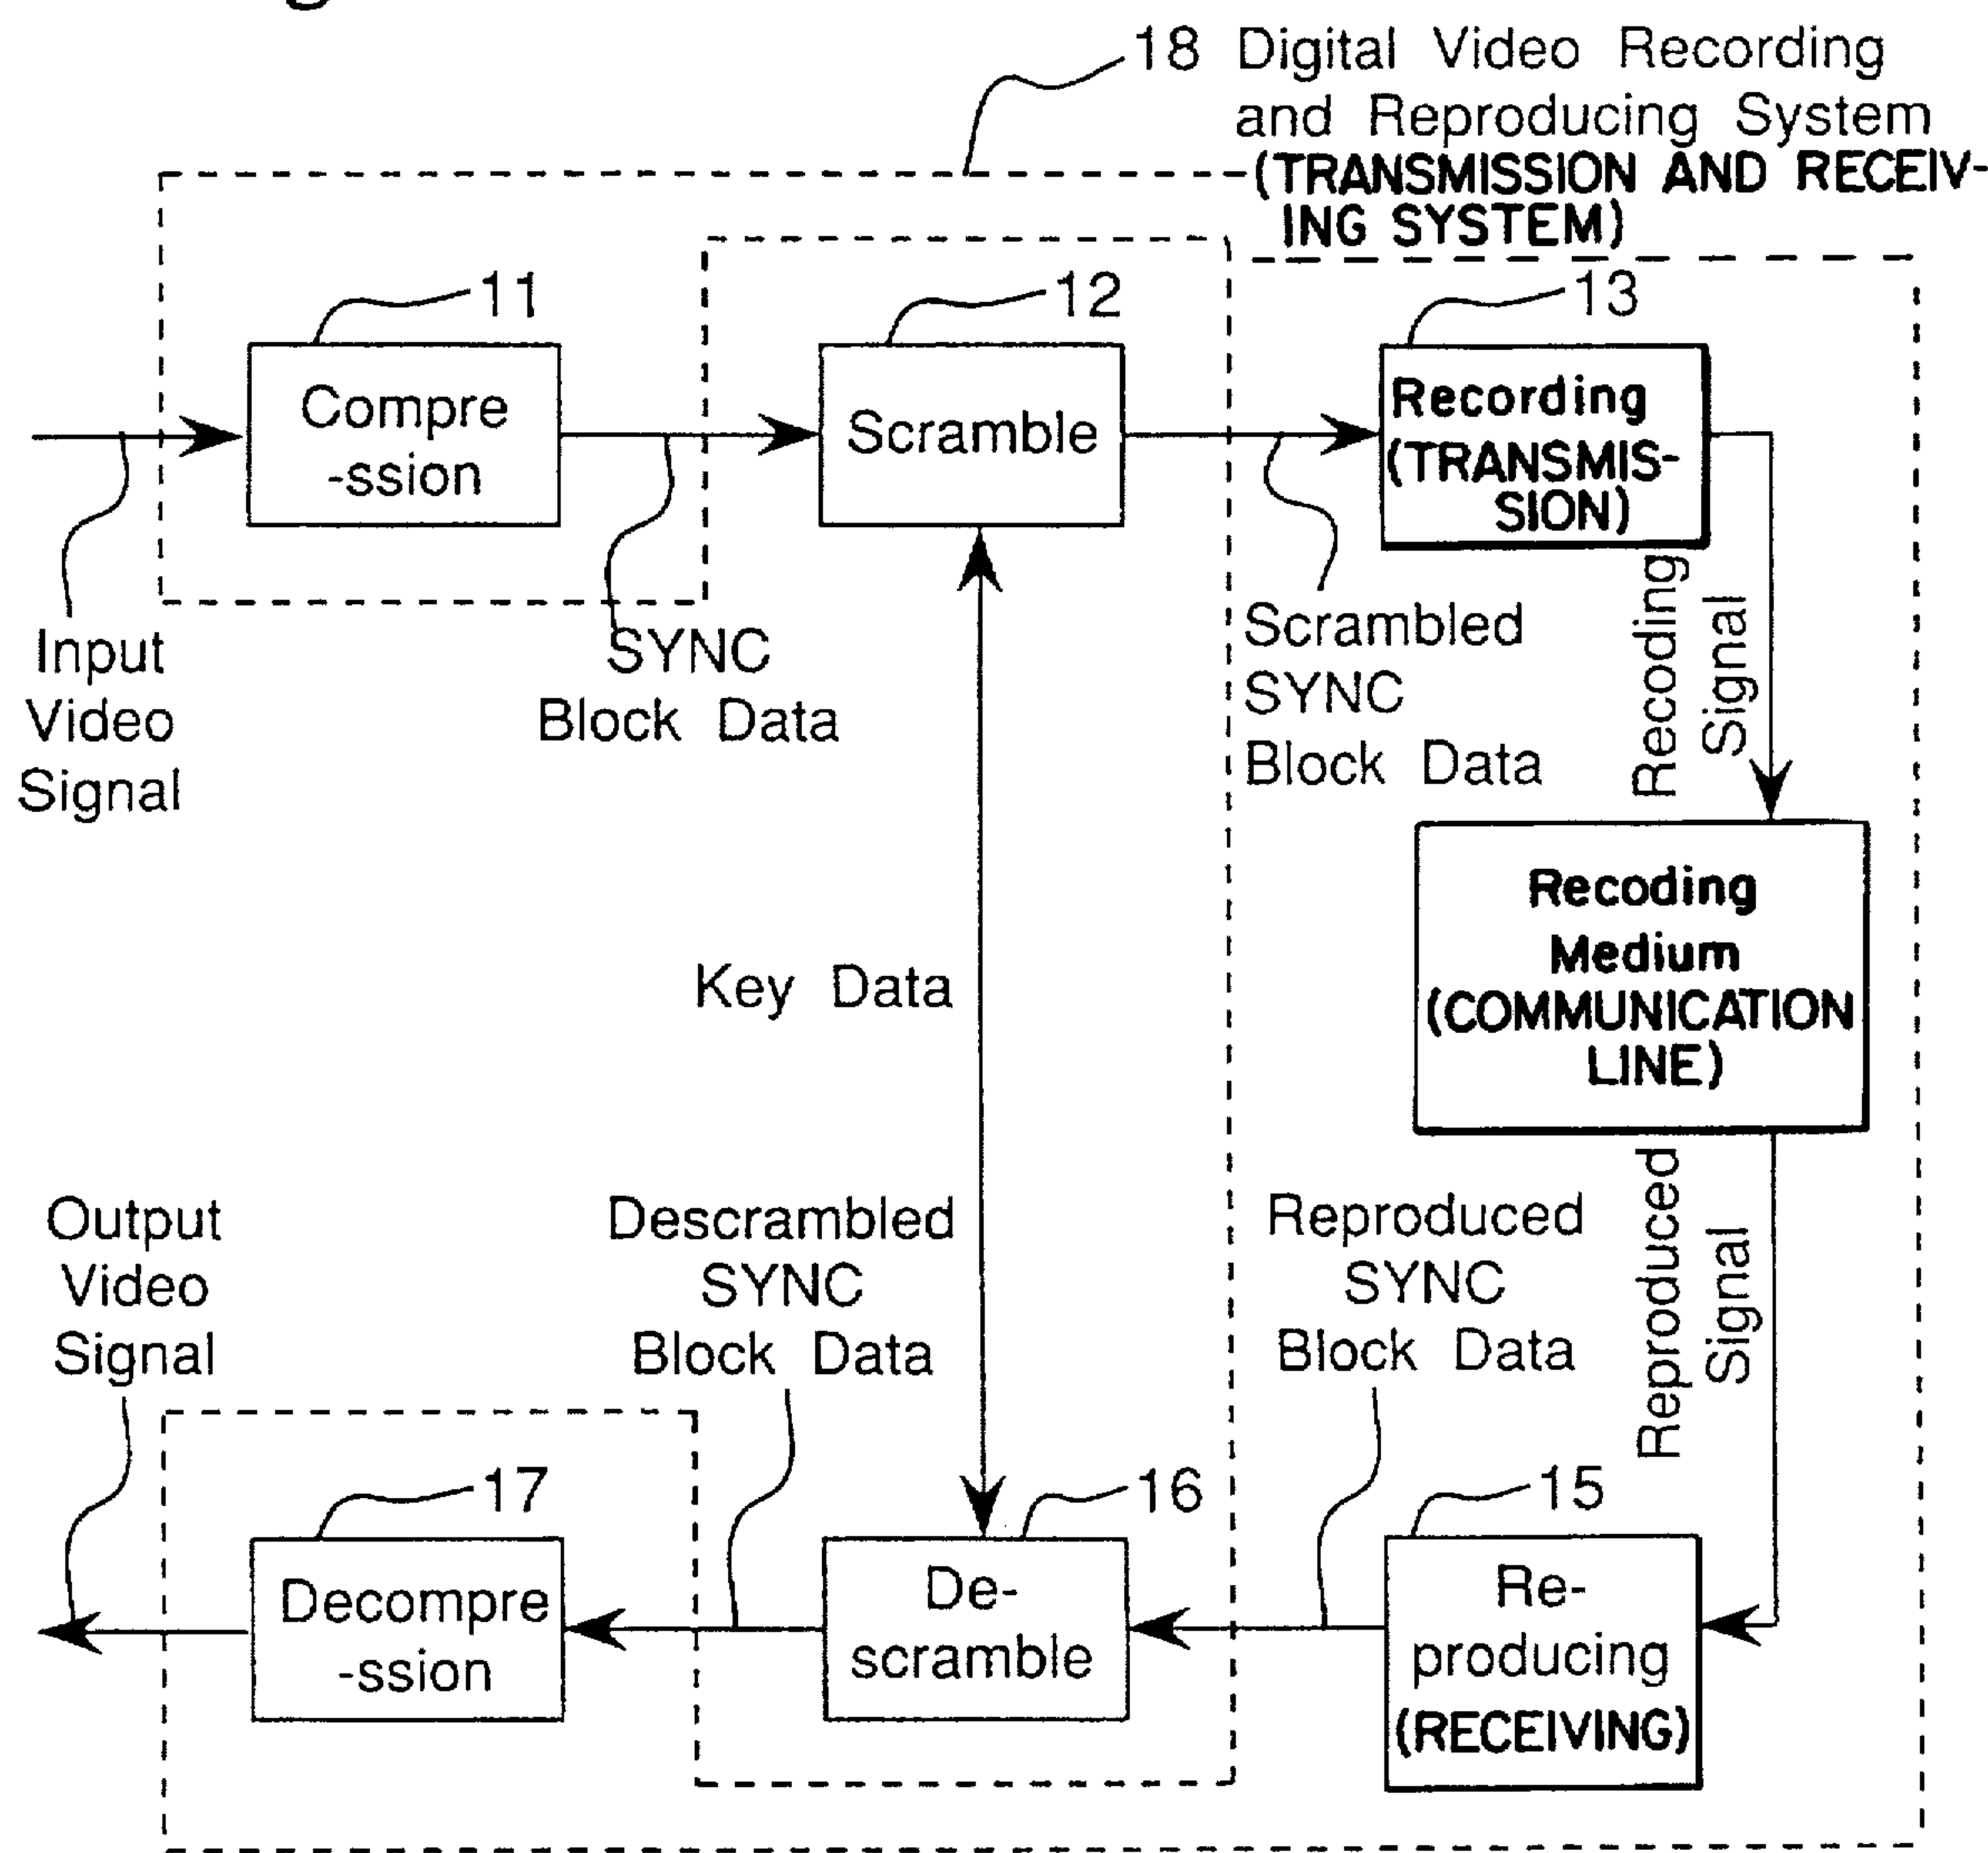 18 Digital Video Recording
and Reproducing System
(TRANSMISSION AND RECEIV-
ING SYSTEM)
11
12
13
Compre
-ssion
Scramble
Recording
(TRANSMIS-
SION)
Input
Video
Signal
SYNC
Block Data
Scrambled
SYNC
Block Data
Recoding
Signal
Key Data
Recoding
Medium
(COMMUNICATION
LINE)
Output
Video
Signal
Descrambled
SYNC
Block Data
Reproduced
SYNC
Block Data
Reproduced
Signal
17
16
15
Decompre
-ssion
De-
scramble
Re-
producing
(RECEIVING)